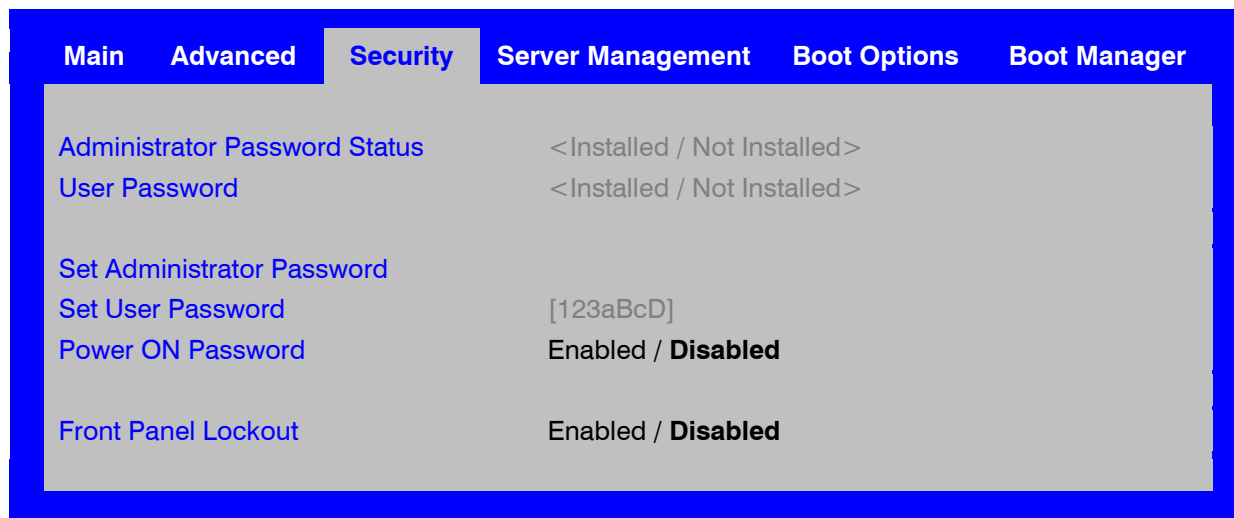 Main Advanced Security Server Management Boot Options Boot Manager
Administrator Password Status <Installed / Not Installed>
User Password <Installed / Not Installed>
Set Administrator Password
Set User Password [123aBcD]
Power ON Password Enabled / Disabled
Front Panel Lockout Enabled / Disabled